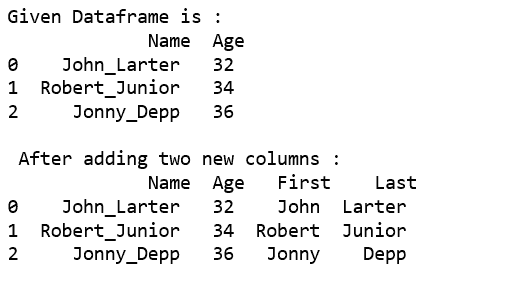 Given Dataframe is :
             Name  Age
0     John_Larter   32
1   Robert_Junior   34
2      Jonny_Depp   36

 After adding two new columns :
             Name  Age   First    Last
0     John_Larter   32    John  Larter
1   Robert_Junior   34  Robert  Junior
2      Jonny_Depp   36   Jonny    Depp